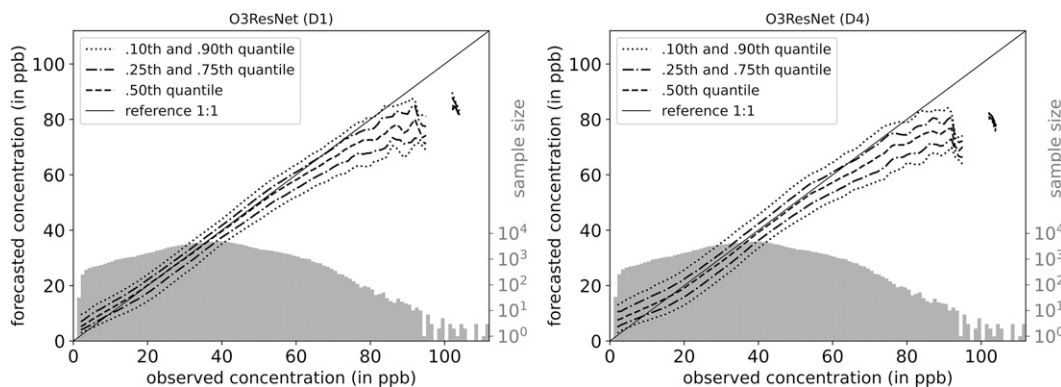 O3ResNet (D1)
.10th and .90th quantile
.25th and .75th quantile
.50th quantile
reference 1:1
forecasted concentration (in ppb)
100
80
60
40
20
0
0 20 40 60 80 100
observed concentration (in ppb)
sample size
10⁴
10³
10²
10¹
10⁰
O3ResNet (D4)
.10th and .90th quantile
.25th and .75th quantile
.50th quantile
reference 1:1
forecasted concentration (in ppb)
100
80
60
40
20
0
0 20 40 60 80 100
observed concentration (in ppb)
sample size
10⁴
10³
10²
10¹
10⁰